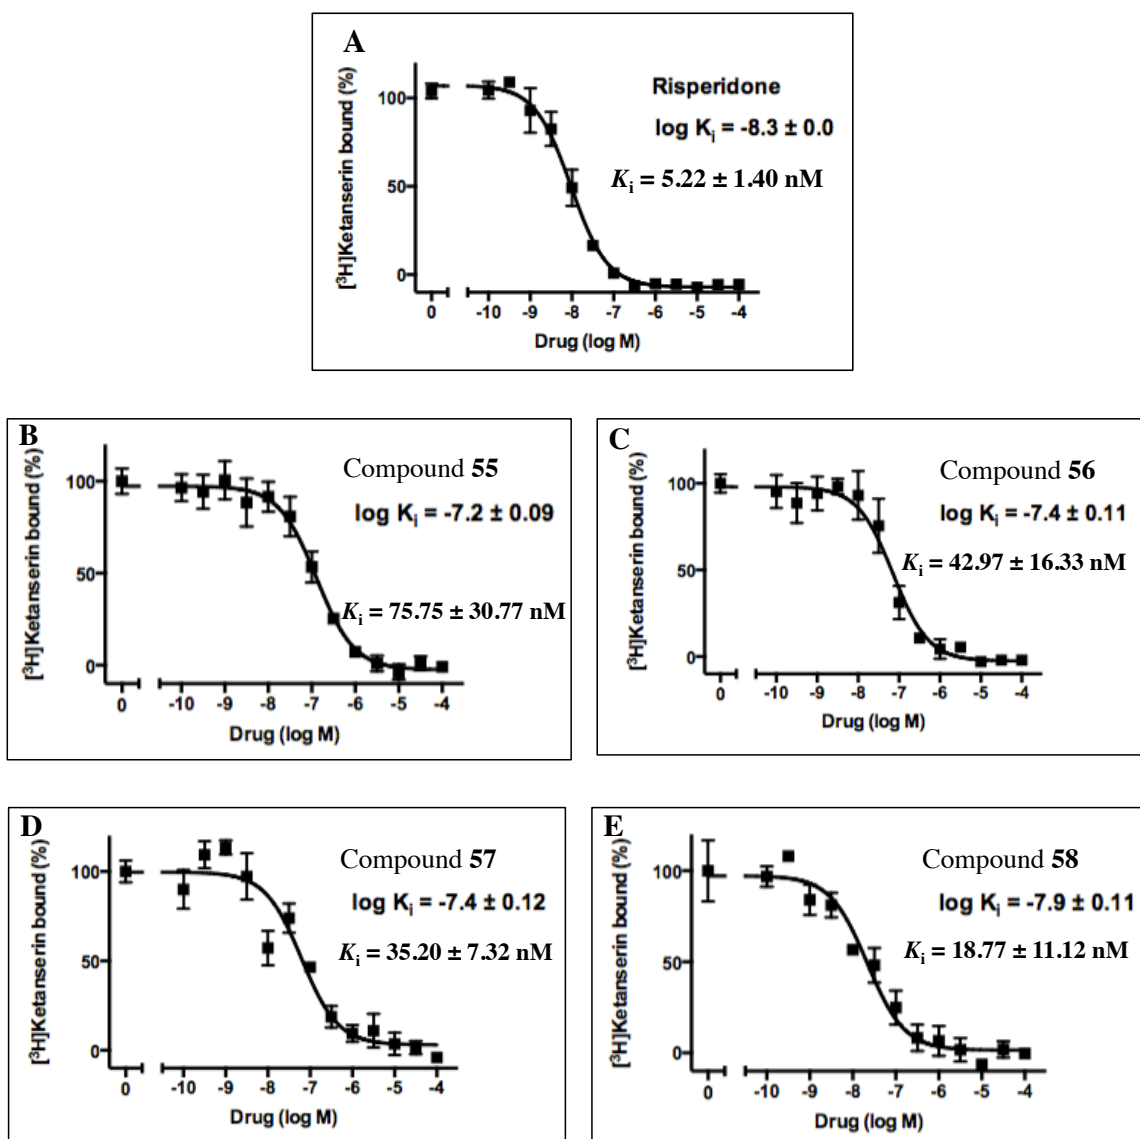 A
[³H]Ketanserin bound (%)
Risperidone
log Kᵢ = -8.3 ± 0.0
Kᵢ = 5.22 ± 1.40 nM
100
50
0
0 -10 -9 -8 -7 -6 -5 -4
Drug (log M)
B
[³H]Ketanserin bound (%)
Compound 55
log Kᵢ = -7.2 ± 0.09
Kᵢ = 75.75 ± 30.77 nM
100
50
0
0 -10 -9 -8 -7 -6 -5 -4
Drug (log M)
C
[³H]Ketanserin bound (%)
Compound 56
log Kᵢ = -7.4 ± 0.11
Kᵢ = 42.97 ± 16.33 nM
100
50
0
0 -10 -9 -8 -7 -6 -5 -4
Drug (log M)
D
[³H]Ketanserin bound (%)
Compound 57
log Kᵢ = -7.4 ± 0.12
Kᵢ = 35.20 ± 7.32 nM
100
50
0
0 -10 -9 -8 -7 -6 -5 -4
Drug (log M)
E
[³H]Ketanserin bound (%)
Compound 58
log Kᵢ = -7.9 ± 0.11
Kᵢ = 18.77 ± 11.12 nM
100
50
0
0 -10 -9 -8 -7 -6 -5 -4
Drug (log M)